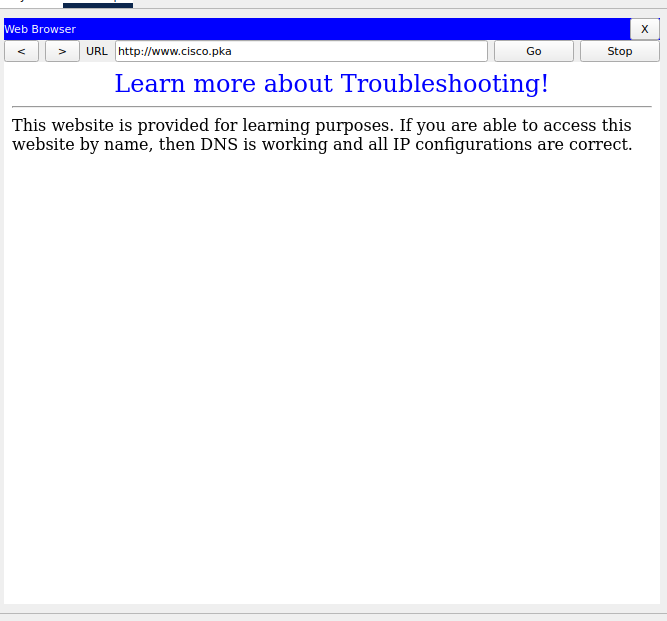 Web Browser X
< > URL http://www.cisco.pka Go Stop
Learn more about Troubleshooting!
This website is provided for learning purposes. If you are able to access this
website by name, then DNS is working and all IP configurations are correct.